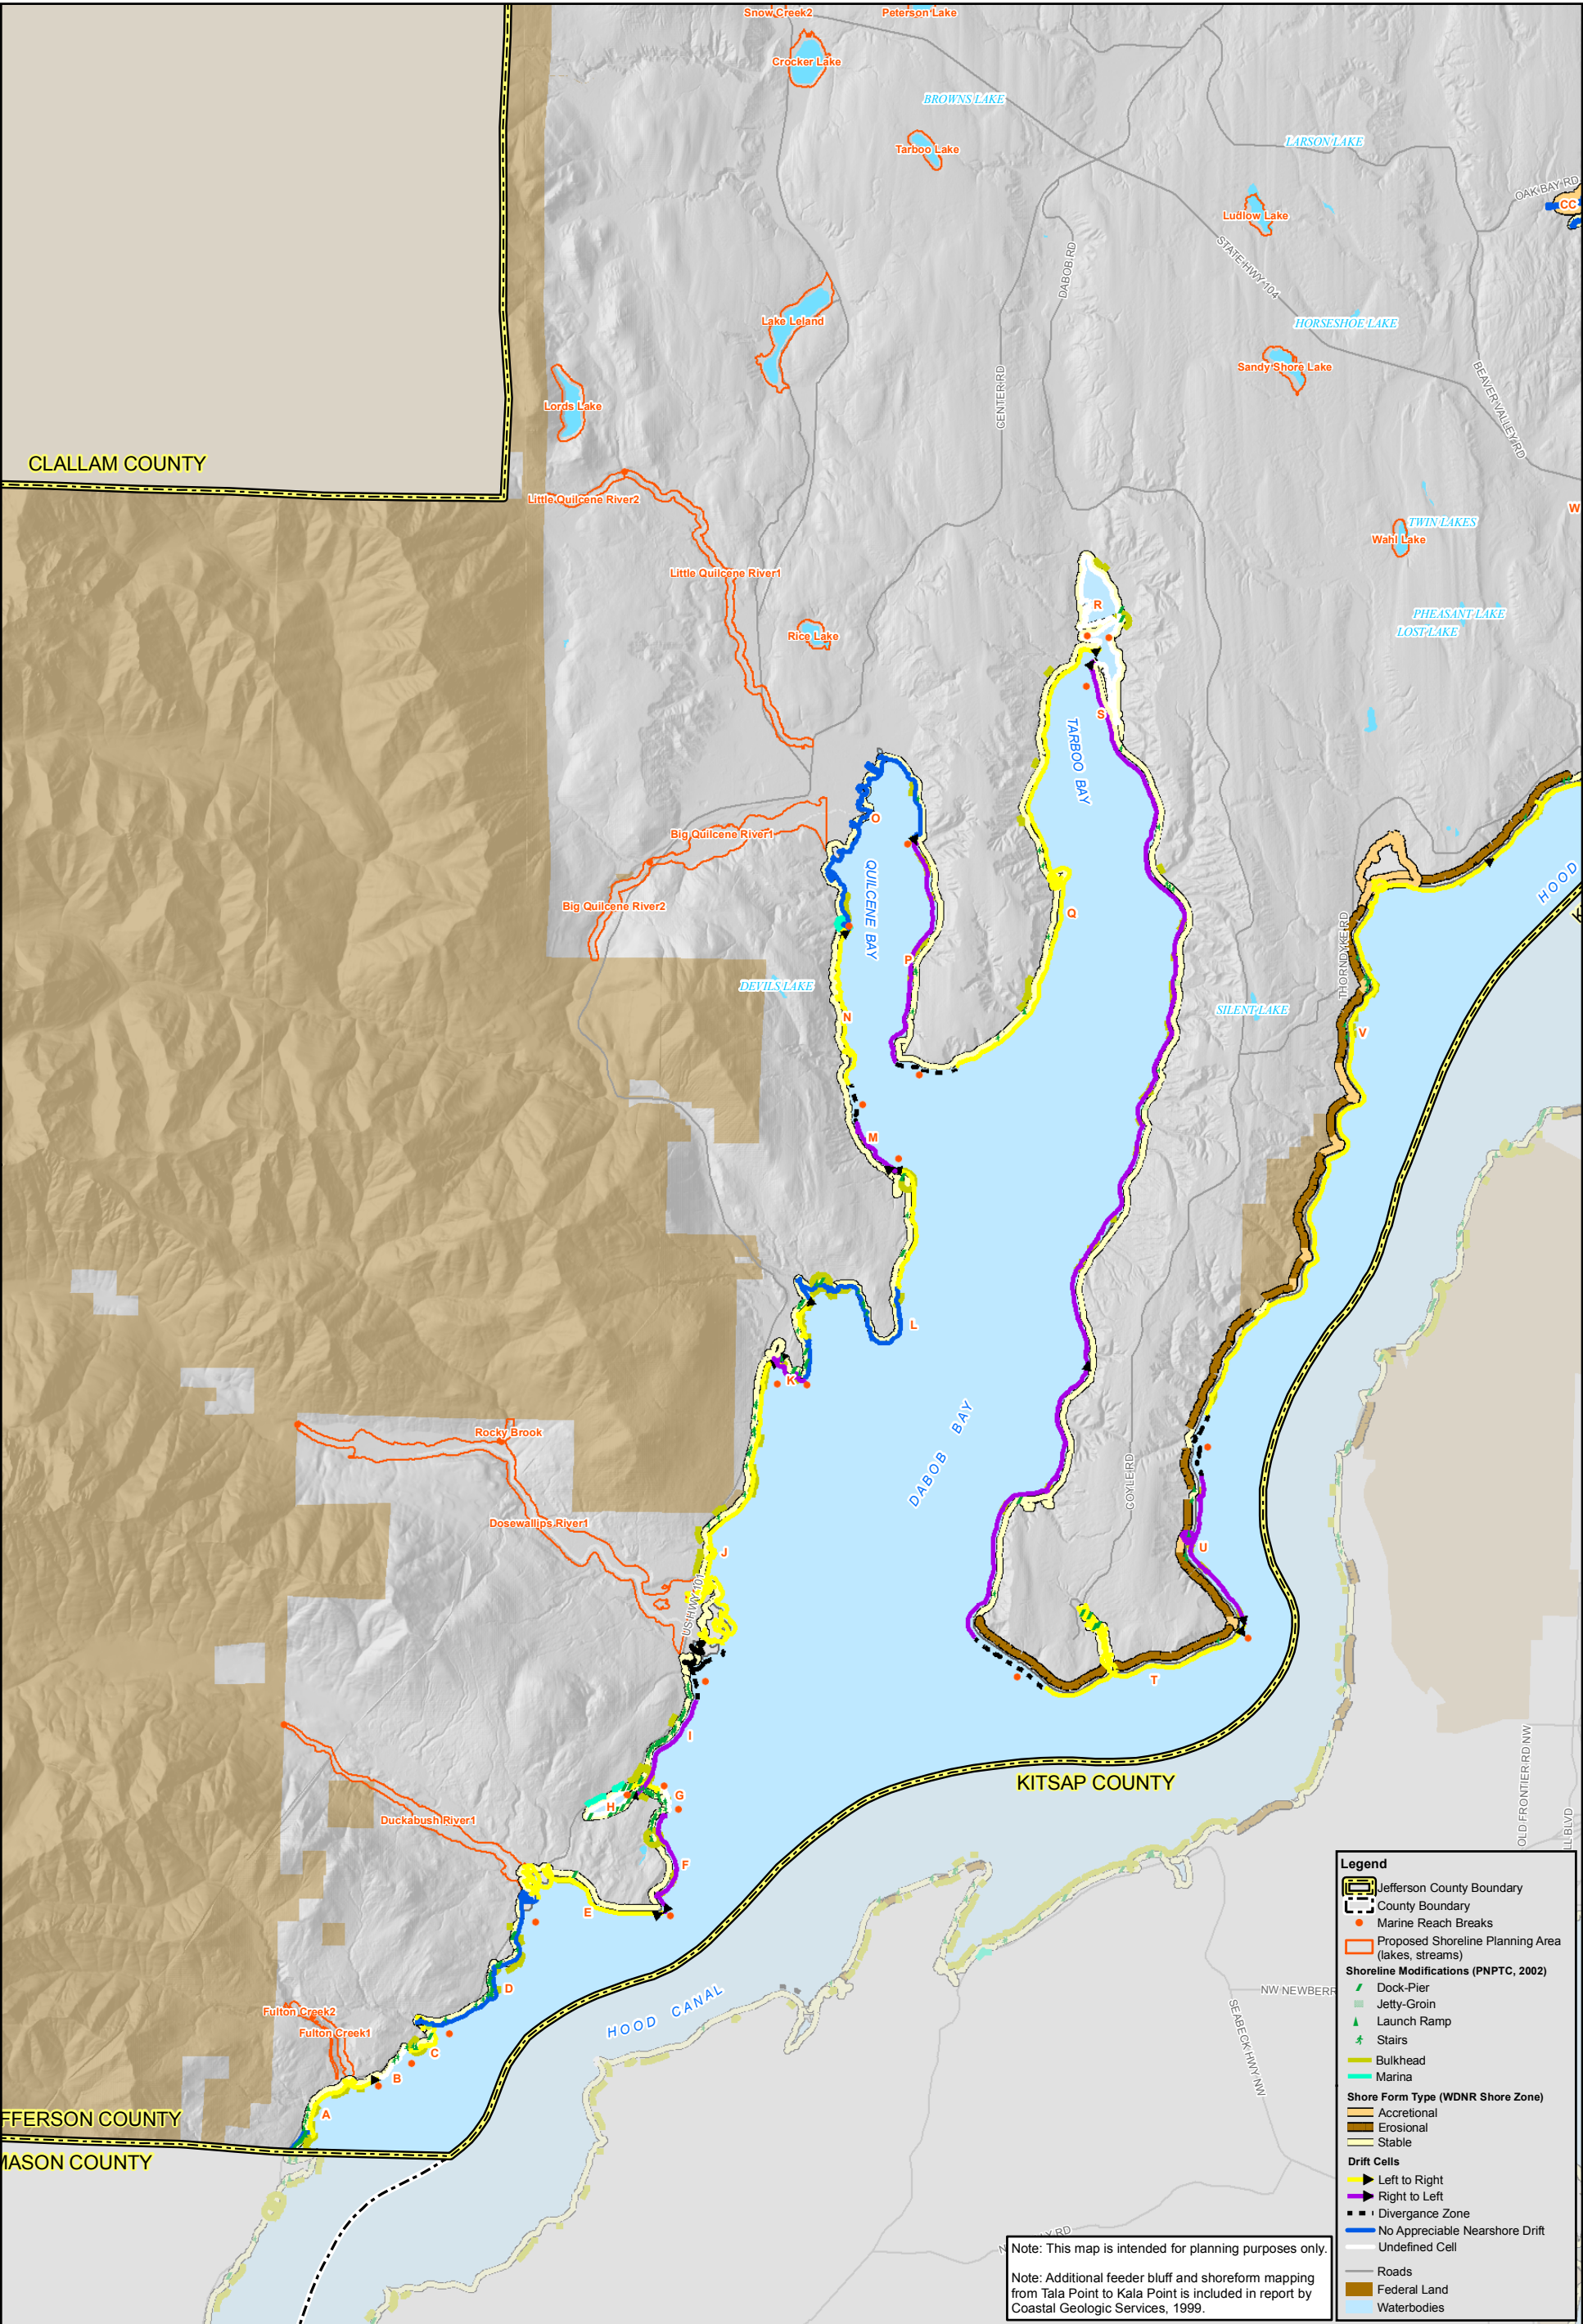 Snow Creek2
Peterson Lake
Crocker Lake
BROWNS LAKE
Tarboo Lake
LARSON LAKE
OAK BAY RD
CC
Ludlow Lake
STATE HWY 104
DABOB RD
Lake Leland
HORSESHOE LAKE
Sandy Shore Lake
CENTER RD
BEAVER VALLEY RD
Lords Lake
CLALLAM COUNTY
Little Quilcene River2
W
TWIN LAKES
Wahl Lake
Little Quilcene River1
R
PHEASANT LAKE
LOST LAKE
Rice Lake
S
TARBOO BAY
O
Big Quilcene River1
QUILCENE BAY
HOOD
K
Big Quilcene River2
Q
THORNDYKE RD
P
DEVILS LAKE
SILENT LAKE
N
V
M
L
K
DABOB BAY
Rocky Brook
COYLE RD
Dosewallips River1
J
U
US HWY 101
T
I
KITSAP COUNTY
OLD FRONTIER RD NW
LL BLVD
G
H
Duckabush River1
F
E
D
HOOD CANAL
NW NEWBERR
SEABECK HWY NW
Fulton Creek2
Fulton Creek1
C
B
A
FFERSON COUNTY
MASON COUNTY
N
Y RD
Note: This map is intended for planning purposes only.
Note: Additional feeder bluff and shoreform mapping
from Tala Point to Kala Point is included in report by
Coastal Geologic Services, 1999.
Legend
Jefferson County Boundary
County Boundary
Marine Reach Breaks
Proposed Shoreline Planning Area
(lakes, streams)
Shoreline Modifications (PNPTC, 2002)
Dock-Pier
Jetty-Groin
Launch Ramp
Stairs
Bulkhead
Marina
Shore Form Type (WDNR Shore Zone)
Accretional
Erosional
Stable
Drift Cells
Left to Right
Right to Left
Divergance Zone
No Appreciable Nearshore Drift
Undefined Cell
Roads
Federal Land
Waterbodies